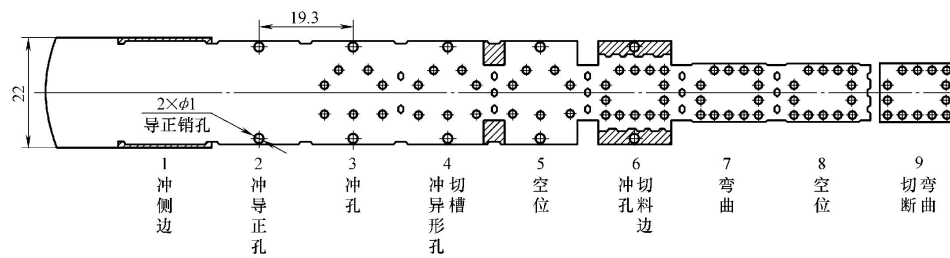 19.3
22
2×ϕ1
导正销孔
1
冲侧边
2
冲导正孔
3
冲孔
4
冲异形孔
切槽
5
空位
6
冲孔
切料边
7
弯曲
8
空位
9
切断
弯曲